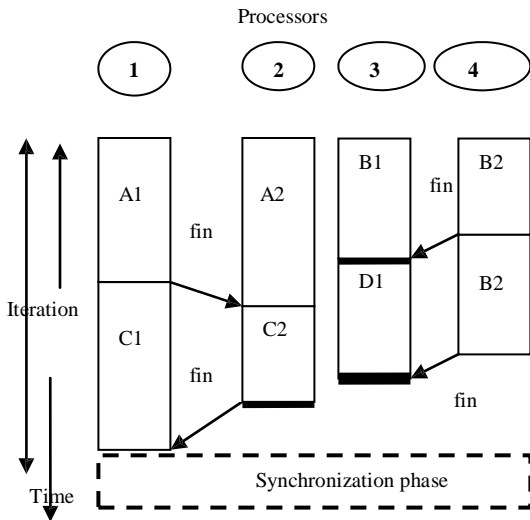 Processors
1 2 3 4
A1 A2 B1 B2
fin fin
Iteration
C1 C2 D1 B2
fin fin
Synchronization phase
Time